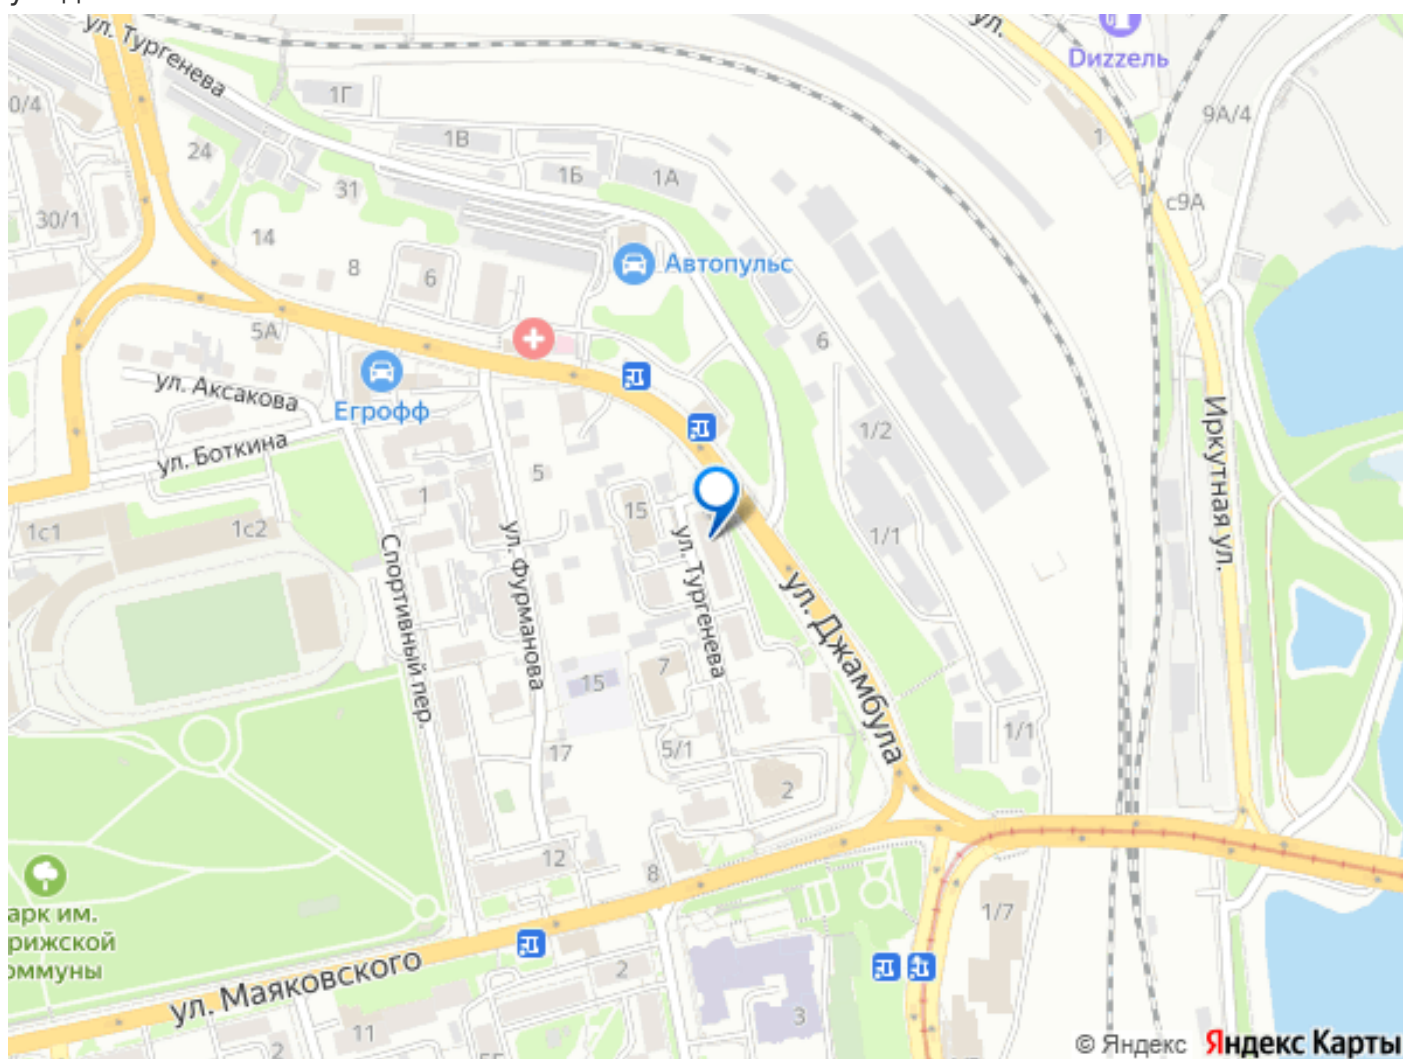 ул. Тургенева
ул.
Dиzzель
0/4
1Г
1В
9А/4
1
24
1Б
1А
31
с9А
30/1
14
8
6
Автопульс
5А
6
ул. Аксакова
Егрофф
1/2
ул. Боткина
Иркутная ул.
5
1
15
1с1
1с2
1/1
Спортивный пер.
ул. Фурманова
ул. Тургенева
ул. Джамбула
7
15
1/1
5/1
17
2
12
8
арк им.
рижской
оммуны
1/7
ул. Маяковского
2
3
11
2
© Яндекс
Яндекс Карты